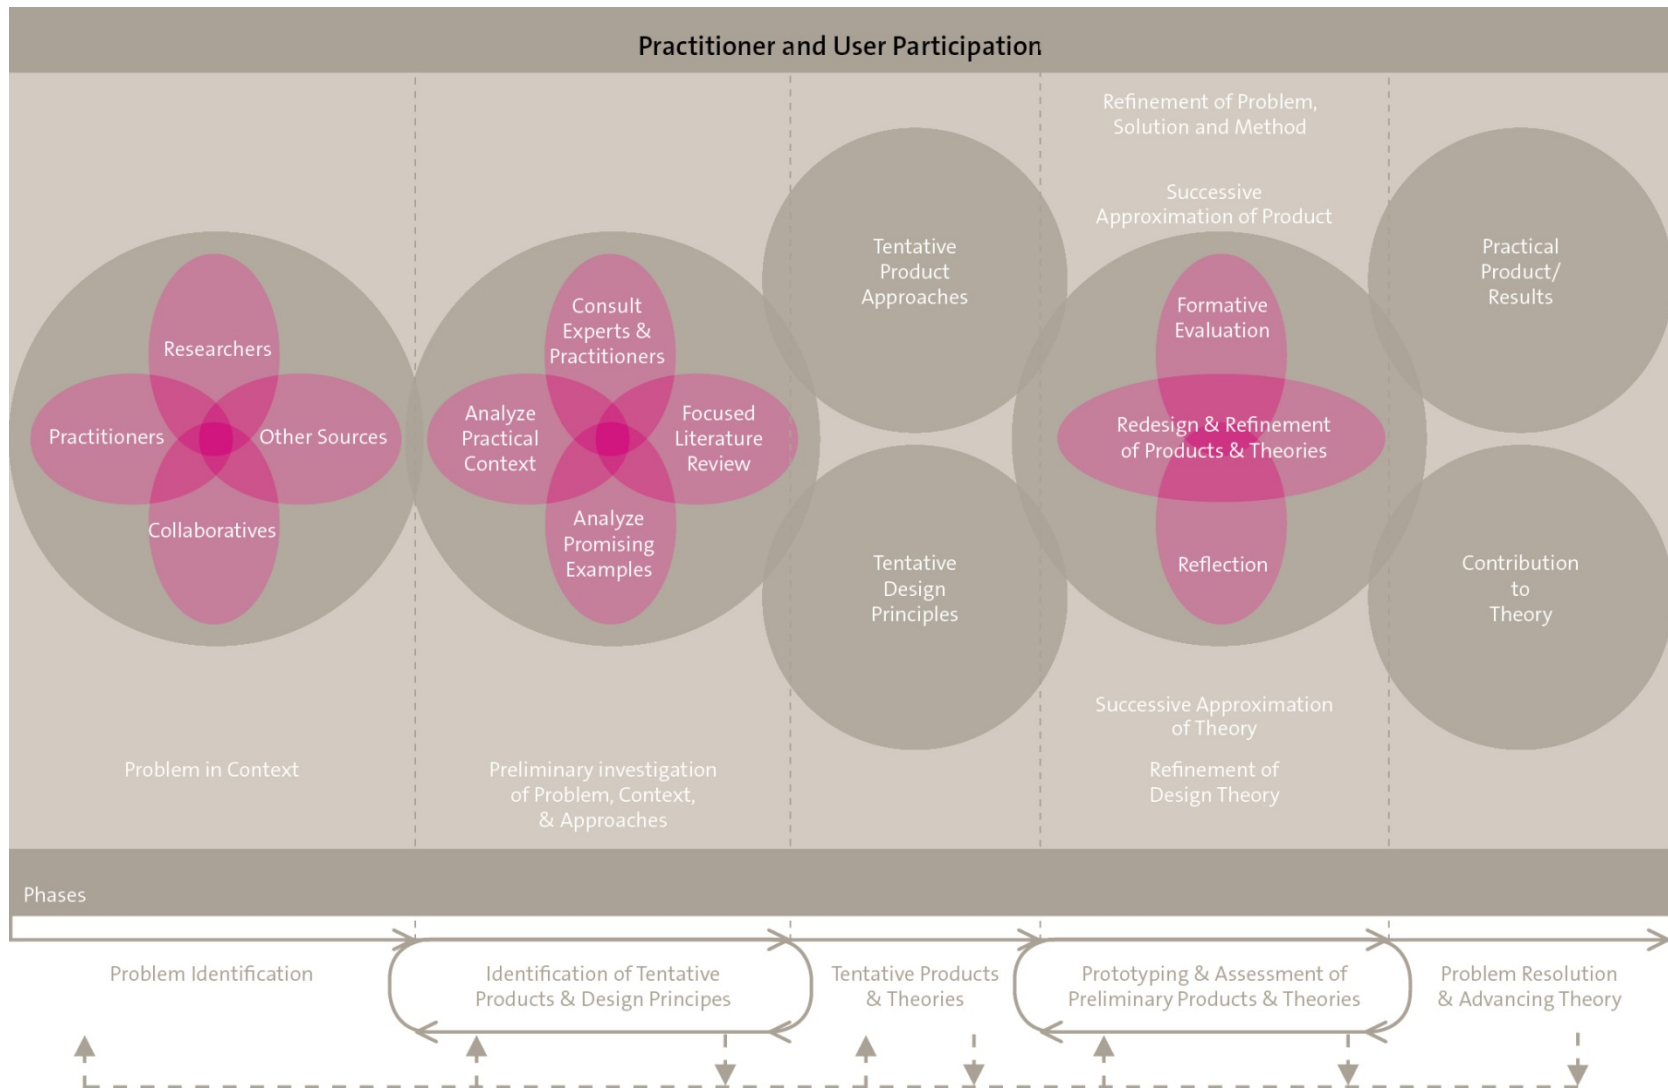 Practitioner and User Participation
Researchers
Practitioners
Other Sources
Collaboratives
Problem in Context
Consult
Experts &
Practitioners
Analyze
Practical
Context
Focused
Literature
Review
Analyze
Promising
Examples
Preliminary investigation
of Problem, Context,
& Approaches
Tentative
Product
Approaches
Tentative
Design
Principles
Refinement of Problem,
Solution and Method
Successive
Approximation of Product
Formative
Evaluation
Redesign & Refinement
of Products & Theories
Reflection
Successive Approximation
of Theory
Refinement of
Design Theory
Practical
Product/
Results
Contribution
to
Theory
Phases
Problem Identification
Identification of Tentative
Products & Design Principes
Tentative Products
& Theories
Prototyping & Assessment of
Preliminary Products & Theories
Problem Resolution
& Advancing Theory